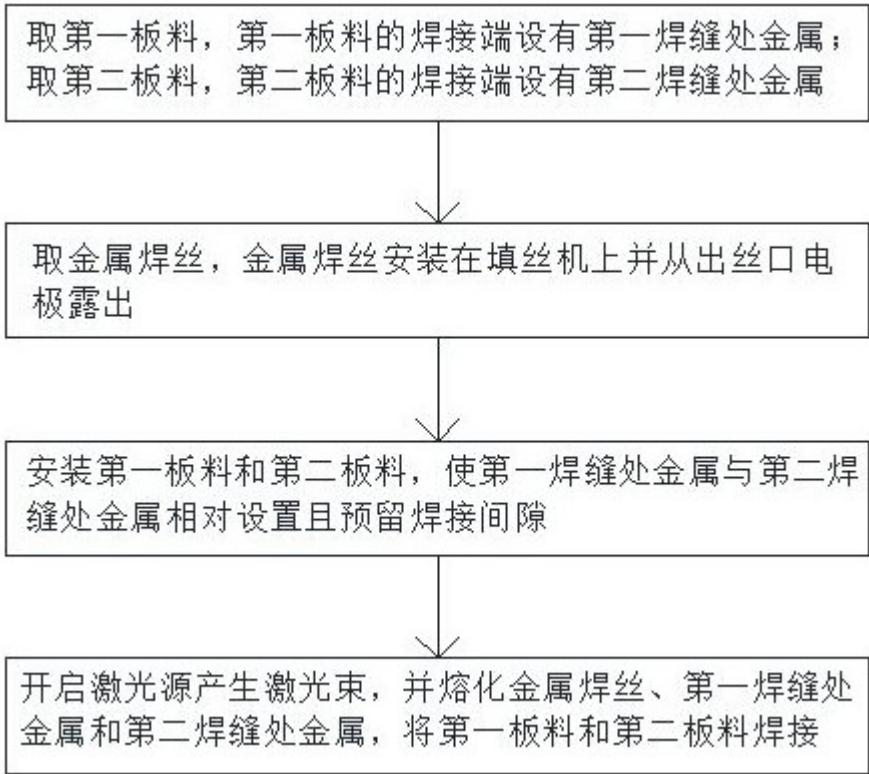 取第一板料，第一板料的焊接端设有第一焊缝处金属；
取第二板料，第二板料的焊接端设有第二焊缝处金属
取金属焊丝，金属焊丝安装在填丝机上并从出丝口电
极露出
安装第一板料和第二板料，使第一焊缝处金属与第二焊
缝处金属相对设置且预留焊接间隙
开启激光源产生激光束，并熔化金属焊丝、第一焊缝处
金属和第二焊缝处金属，将第一板料和第二板料焊接